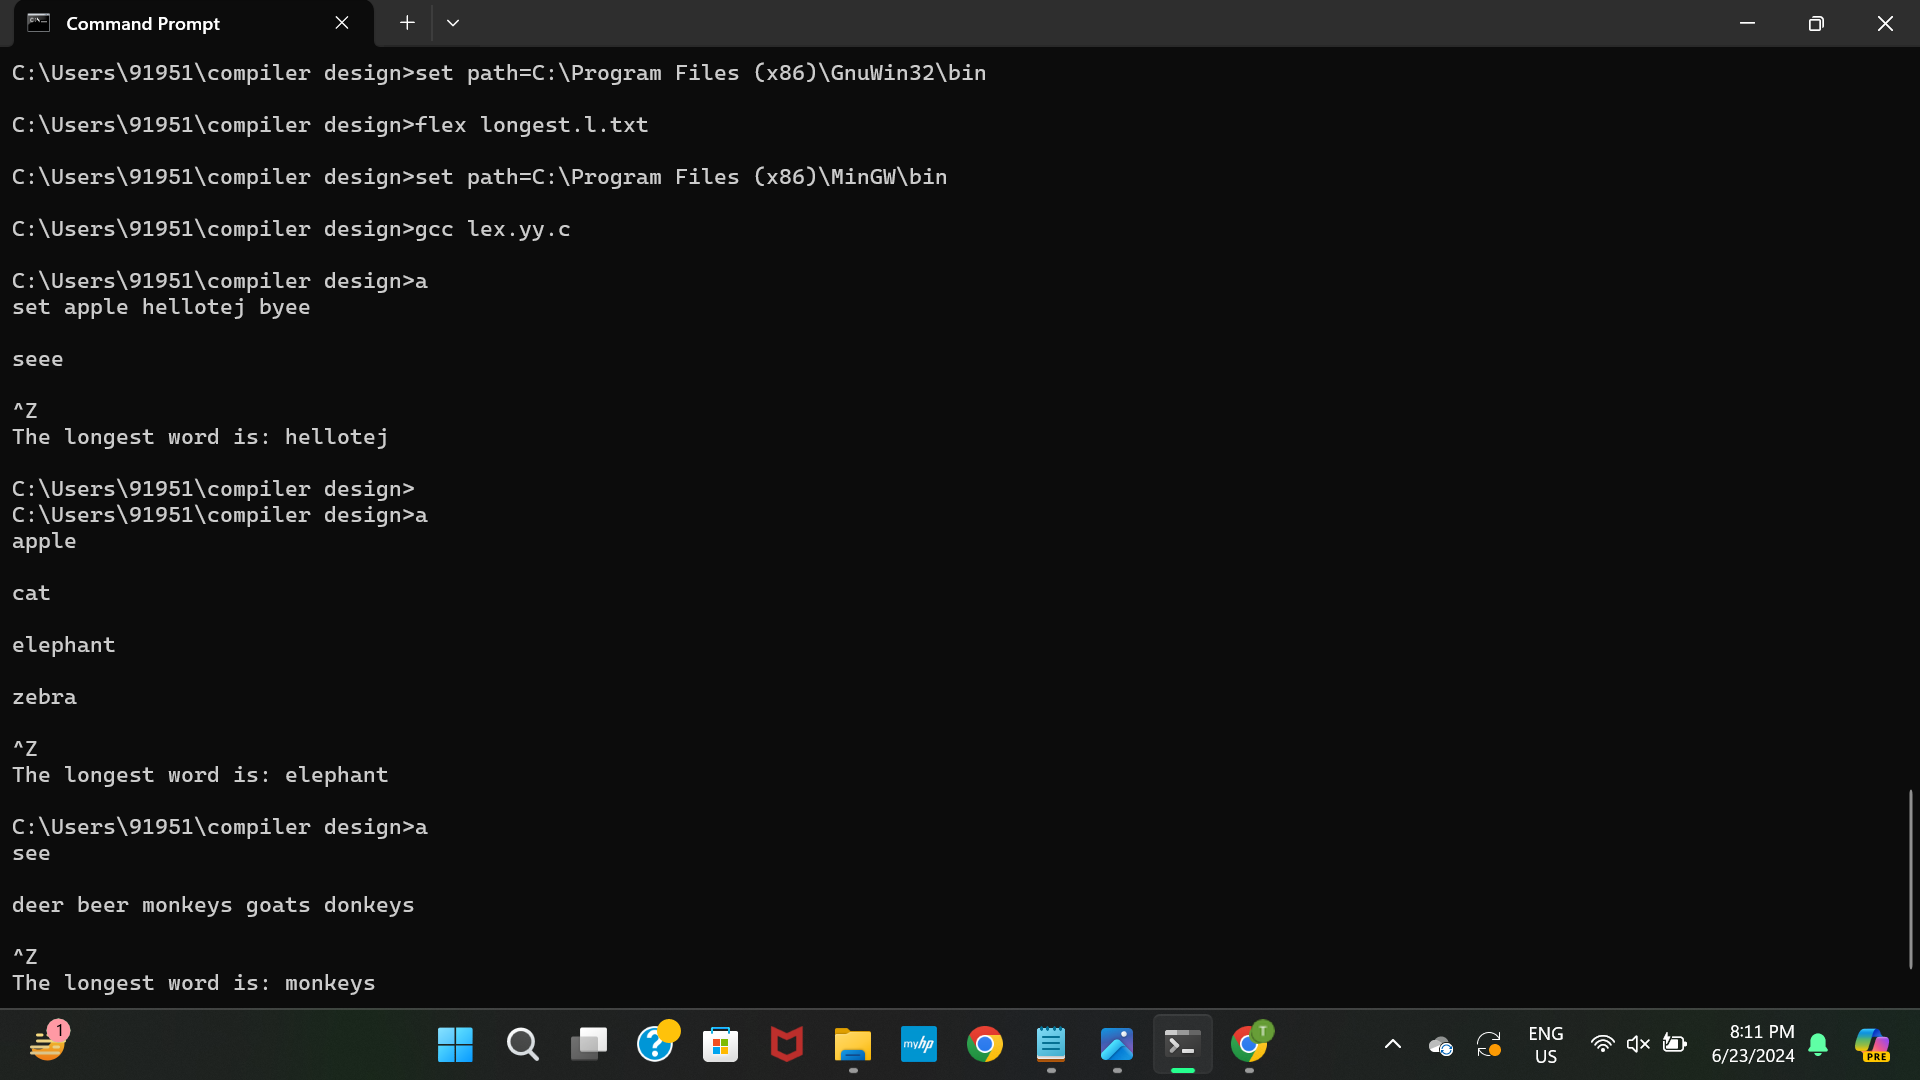 Command Prompt
C:\Users\91951\compiler design>set path=C:\Program Files (x86)\GnuWin32\bin
C:\Users\91951\compiler design>flex longest.l.txt
C:\Users\91951\compiler design>set path=C:\Program Files (x86)\MinGW\bin
C:\Users\91951\compiler design>gcc lex.yy.c
C:\Users\91951\compiler design>a
set apple hellotej byee
seee
^Z
The longest word is: hellotej
C:\Users\91951\compiler design>
C:\Users\91951\compiler design>a
apple
cat
elephant
zebra
^Z
The longest word is: elephant
C:\Users\91951\compiler design>a
see
deer beer monkeys goats donkeys
^Z
The longest word is: monkeys
1
myhp
T
ENG
US
8:11 PM
6/23/2024
PRE